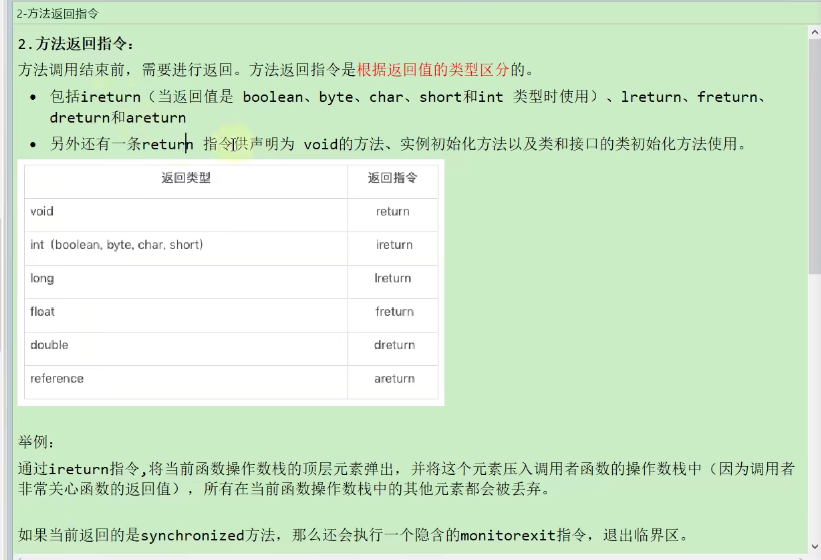 2-方法返回指令
2.方法返回指令：
方法调用结束前，需要进行返回。方法返回指令是根据返回值的类型区分的。
• 包括ireturn（当返回值是 boolean、byte、char、short和int 类型时使用）、lreturn、freturn、
dreturn和areturn
• 另外还有一条return 指令供声明为 void的方法、实例初始化方法以及类和接口的类初始化方法使用。
返回类型 返回指令
void return
int (boolean, byte, char, short) ireturn
long lreturn
float freturn
double dreturn
reference areturn
举例：
通过ireturn指令,将当前函数操作数栈的顶层元素弹出，并将这个元素压入调用者函数的操作数栈中（因为调用者
非常关心函数的返回值），所有在当前函数操作数栈中的其他元素都会被丢弃。
如果当前返回的是synchronized方法，那么还会执行一个隐含的monitorexit指令，退出临界区。